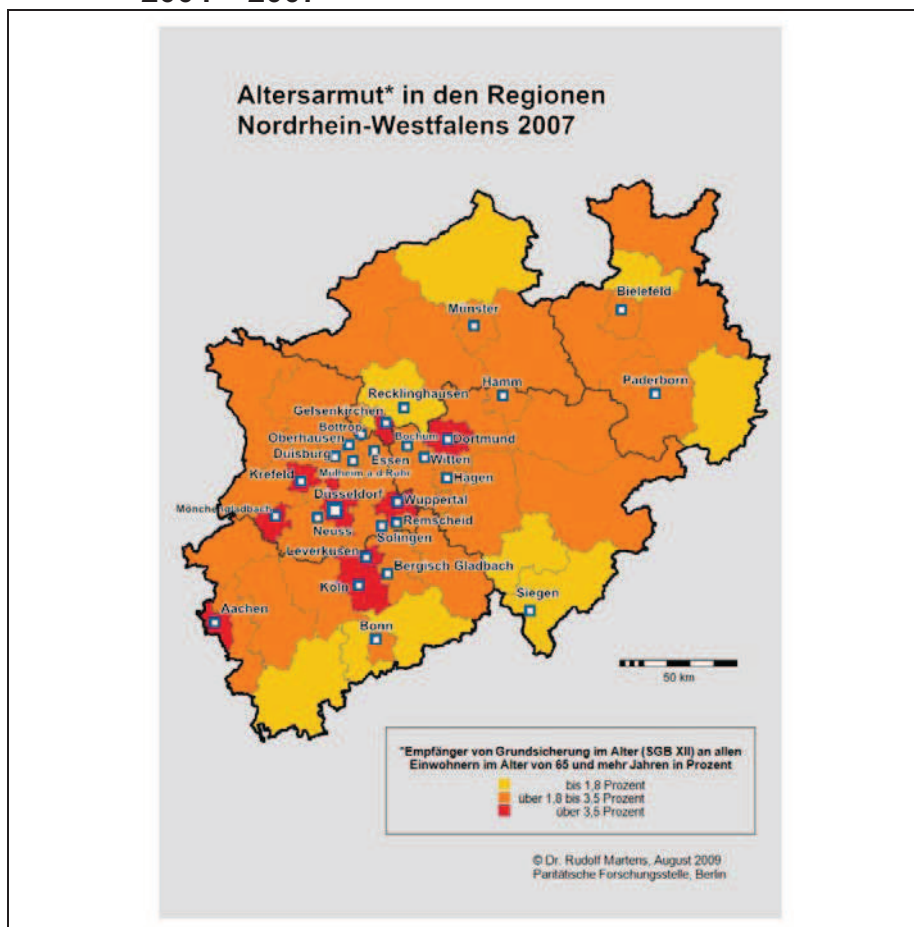 Altersarmut* in den Regionen
Nordrhein-Westfalens 2007
Münster
Bielefeld
Paderborn
Hamm
Recklinghausen
Gelsenkirchen
Bottrop
Bochum
Dortmund
Oberhausen
Duisburg
Essen
Witten
Mülheim a.d.Ruhr
Hagen
Krefeld
Düsseldorf
Wuppertal
Mönchengladbach
Neuss
Remscheid
Solingen
Leverkusen
Bergisch Gladbach
Köln
Siegen
Aachen
Bonn
50 km
*Empfänger von Grundsicherung im Alter (SGB XII) an allen
Einwohnern im Alter von 65 und mehr Jahren in Prozent
bis 1,8 Prozent
über 1,8 bis 3,5 Prozent
über 3,5 Prozent
© Dr. Rudolf Martens, August 2009
Paritätische Forschungsstelle, Berlin